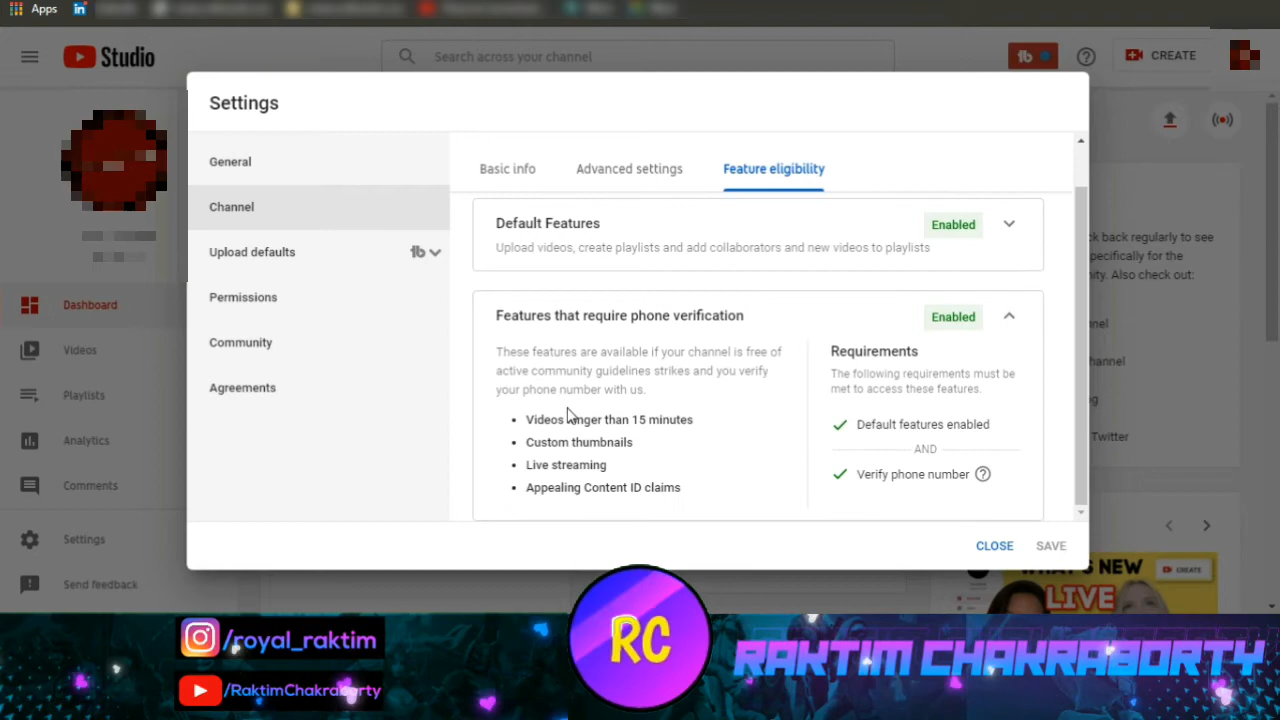 Apps
Studio
Search across your channel
CREATE
Settings
General
Channel
Upload defaults
Permissions
Community
Agreements
Basic info
Advanced settings
Feature eligibility
Default Features
Enabled
Upload videos, create playlists and add collaborators and new videos to playlists
Features that require phone verification
Enabled
These features are available if your channel is free of
active community guidelines strikes and you verify
your phone number with us.
Videos longer than 15 minutes
Custom thumbnails
Live streaming
Appealing Content ID claims
Requirements
The following requirements must be
met to access these features.
Default features enabled
AND
Verify phone number
CLOSE
SAVE
Dashboard
Videos
Playlists
Analytics
Comments
Settings
Send feedback
ck back regularly to see
pecifically for the
nity. Also check out:
nel
hannel
ng
Twitter
WHAT'S NEW
CREATE
LIVE
/royal_raktim
/RaktimChakraborty
RC
RAKTIM CHAKRABORTY